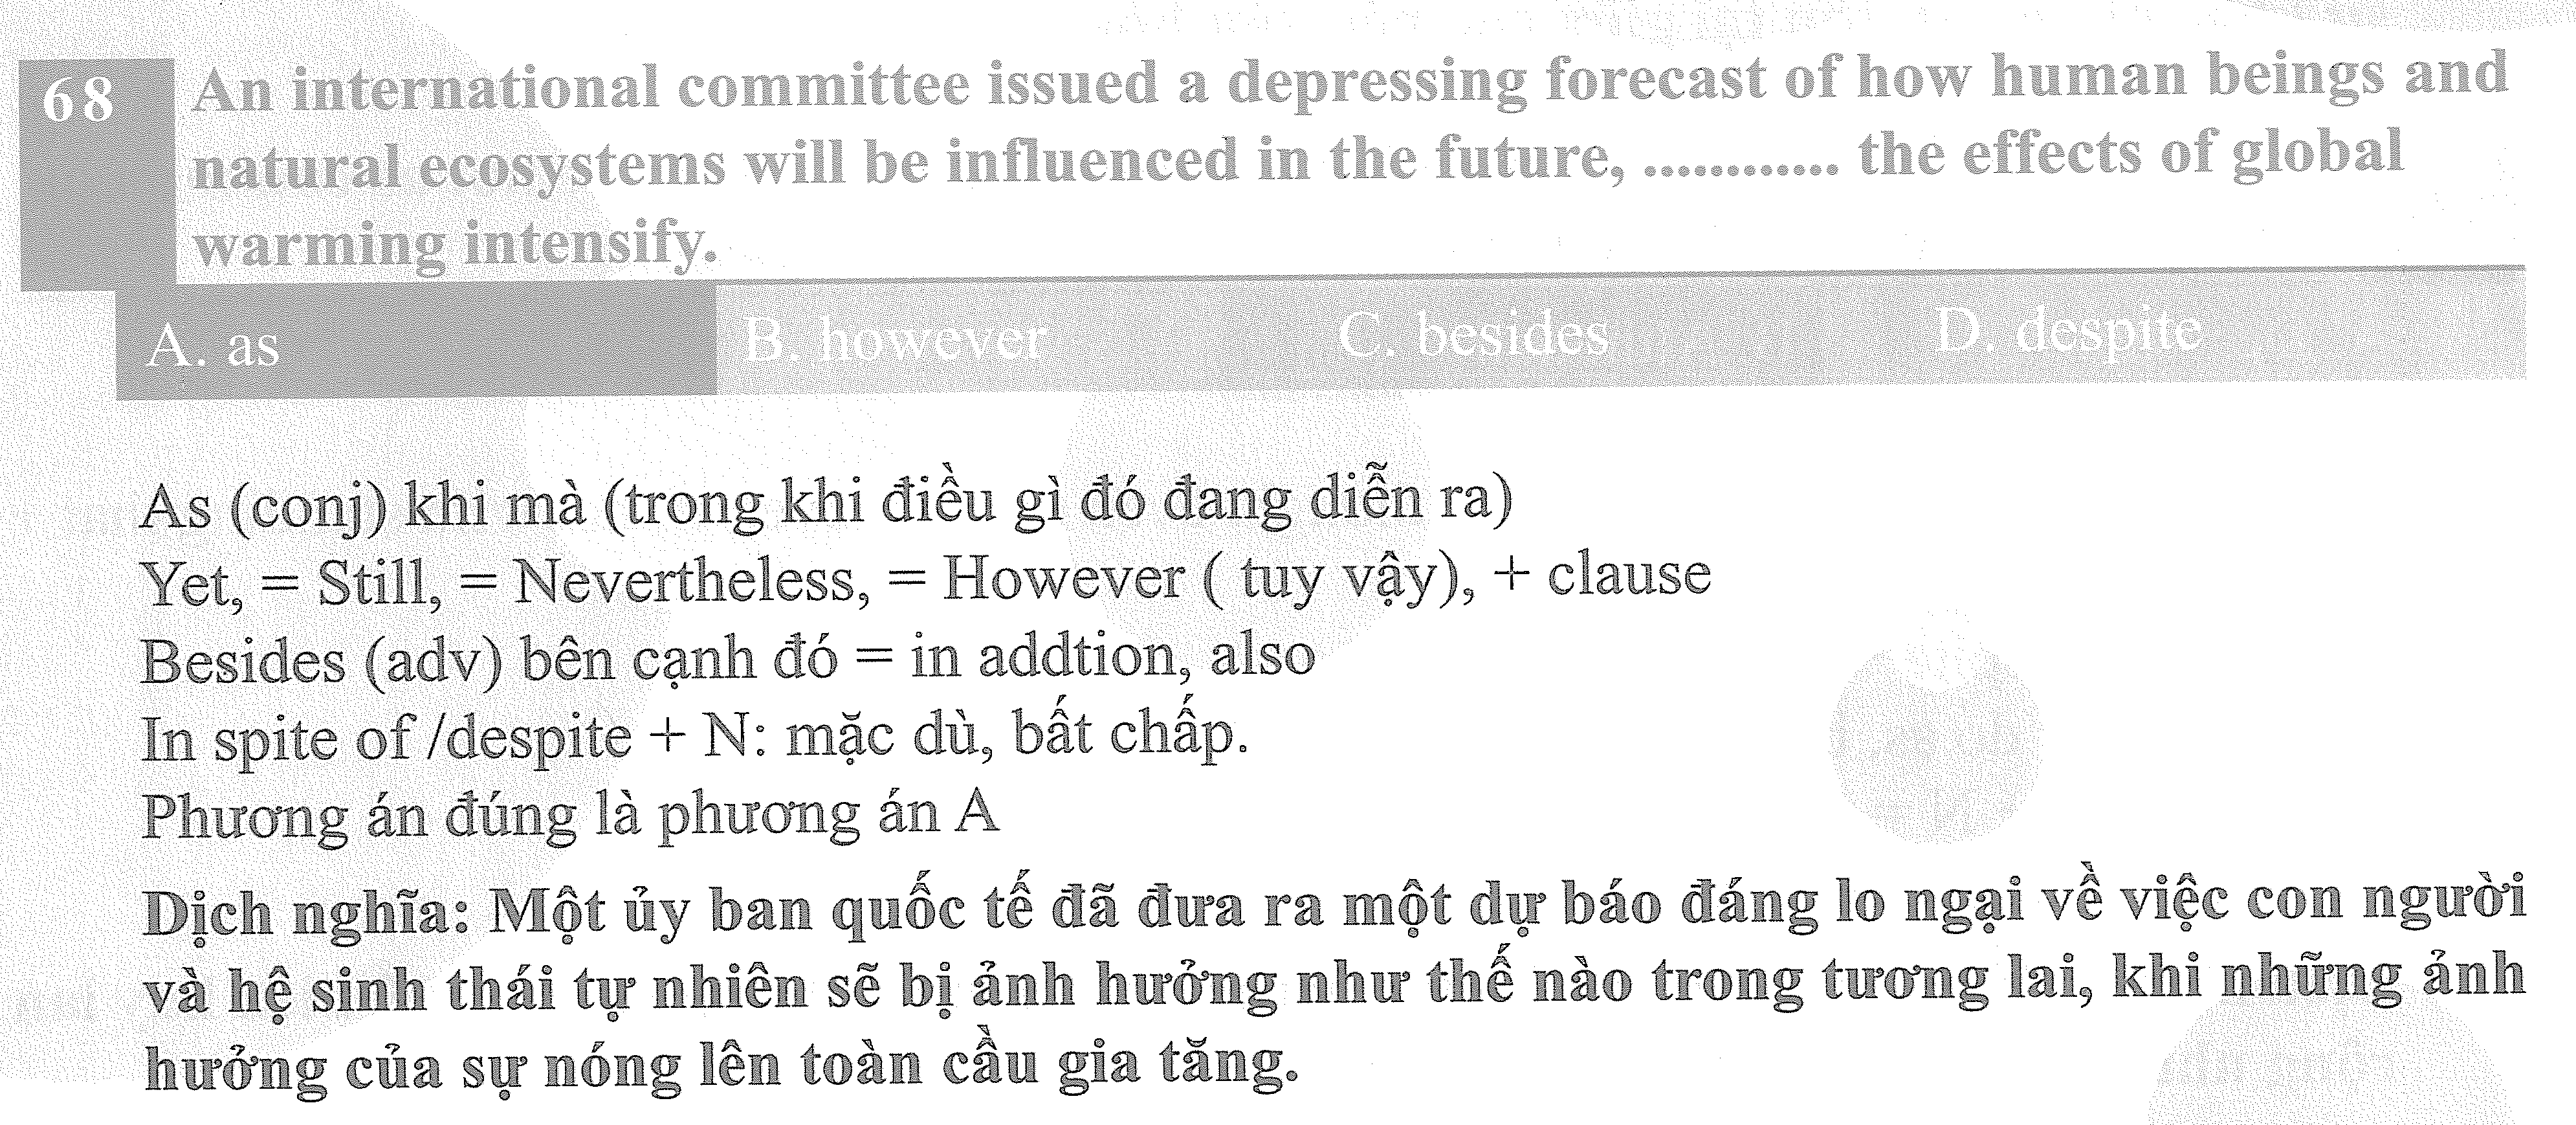 68 An international committee issued a depressing forecast of how human beings and
natural ecosystems will be influenced in the future, ............ the effects of global
warming intensify.
A. as B. however C. besides D. despite
As (conj) khi mà (trong khi điều gì đó đang diễn ra)
Yet, = Still, = Nevertheless, = However ( tuy vậy), + clause
Besides (adv) bên cạnh đó = in addtion, also
In spite of /despite + N: mặc dù, bất chấp.
Phương án đúng là phương án A
Dịch nghĩa: Một ủy ban quốc tế đã đưa ra một dự báo đáng lo ngại về việc con người
và hệ sinh thái tự nhiên sẽ bị ảnh hưởng như thế nào trong tương lai, khi những ảnh
hưởng của sự nóng lên toàn cầu gia tăng.